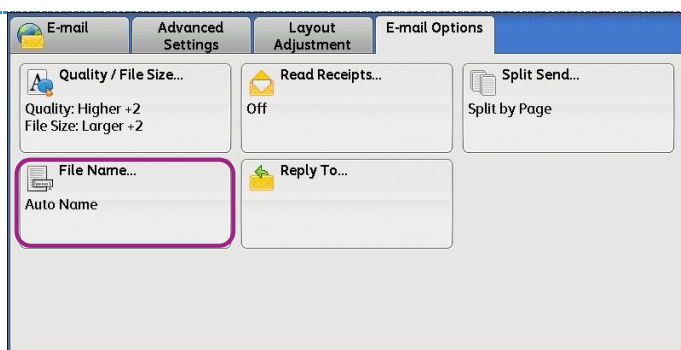 E-mail
Advanced
Settings
Layout
Adjustment
E-mail Options
Quality / File Size...
Quality: Higher +2
File Size: Larger +2
Read Receipts...
Off
Split Send...
Split by Page
File Name...
Auto Name
Reply To...